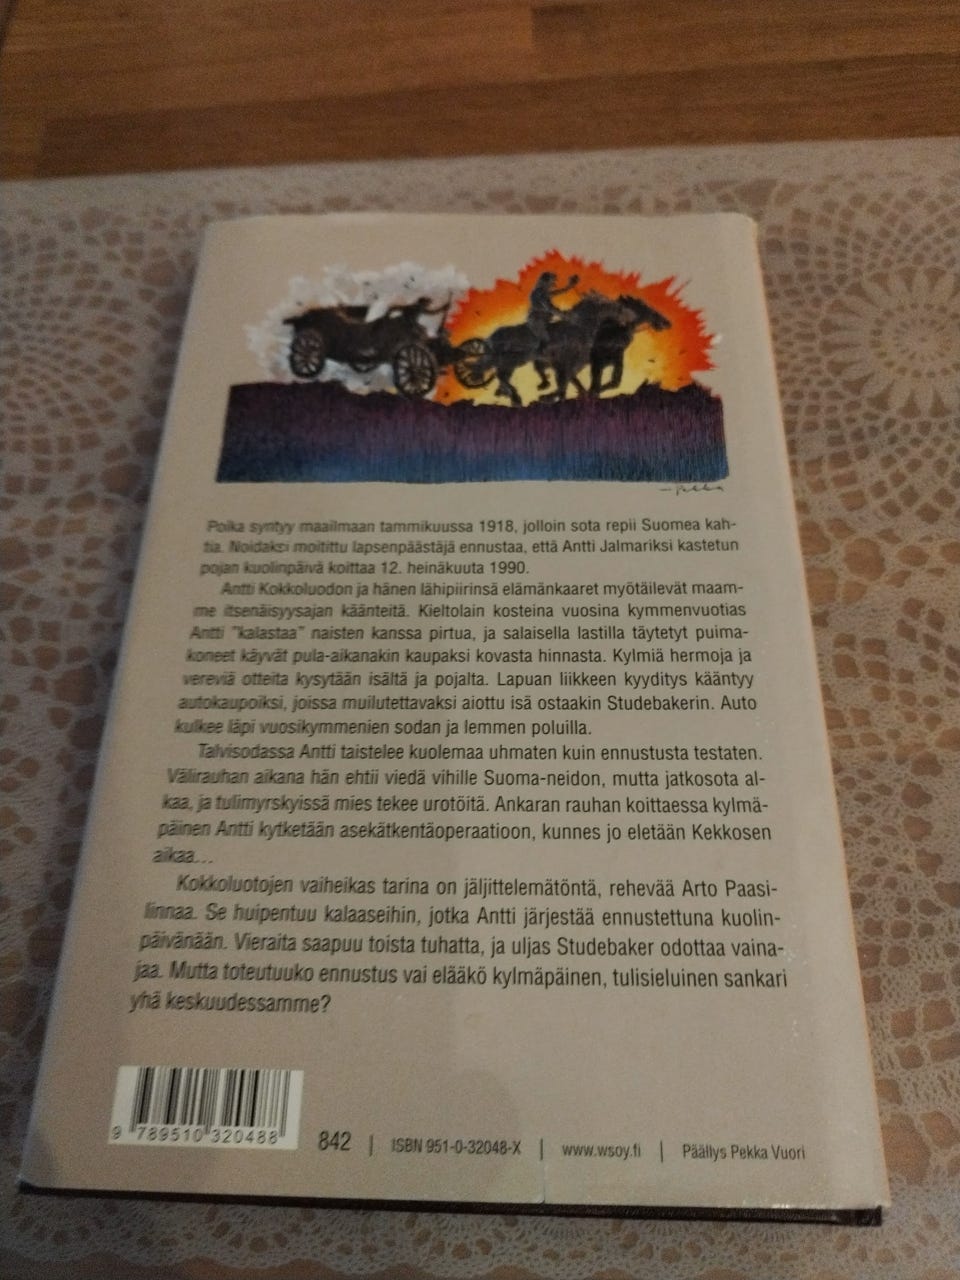 Pekka
Poika syntyy maailmaan tammikuussa 1918, jolloin sota repii Suomea kah-
tia. Noidaksi moitittu lapsenpäästäjä ennustaa, että Antti Jalmariksi kastetun
pojan kuolinpäivä koittaa 12. heinäkuuta 1990.
Antti Kokkoluodon ja hänen lähipiirinsä elämänkaaret myötäilevät maam-
me itsenäisyysajan käänteitä. Kieltolain kosteina vuosina kymmenvuotias
Antti "kalastaa" naisten kanssa pirtua, ja salaisella lastilla täytetyt puima-
koneet käyvät pula-aikanakin kaupaksi kovasta hinnasta. Kylmiä hermoja ja
vereviä otteita kysytään isältä ja pojalta. Lapuan liikkeen kyyditys kääntyy
autokaupoiksi, joissa muilutettavaksi aiottu isä ostaakin Studebakerin. Auto
kulkee läpi vuosikymmenien sodan ja lemmen poluilla.
Talvisodassa Antti taistelee kuolemaa uhmaten kuin ennustusta testaten.
Välirauhan aikana hän ehtii viedä vihille Suoma-neidon, mutta jatkosota al-
kaa, ja tulimyrskyissä mies tekee urotöitä. Ankaran rauhan koittaessa kylmä-
päinen Antti kytketään asekätkentäoperaatioon, kunnes jo eletään Kekkosen
aikaa...
Kokkoluotojen vaiheikas tarina on jäljittelemätöntä, rehevää Arto Paasi-
linnaa. Se huipentuu kalaaseihin, jotka Antti järjestää ennustettuna kuolin-
päivänään. Vieraita saapuu toista tuhatta, ja uljas Studebaker odottaa vaina-
jaa. Mutta toteutuuko ennustus vai elääkö kylmäpäinen, tulisieluinen sankari
yhä keskuudessamme?
9 789510 320488
842 | ISBN 951-0-32048-X | www.wsoy.fi | Päällys Pekka Vuori